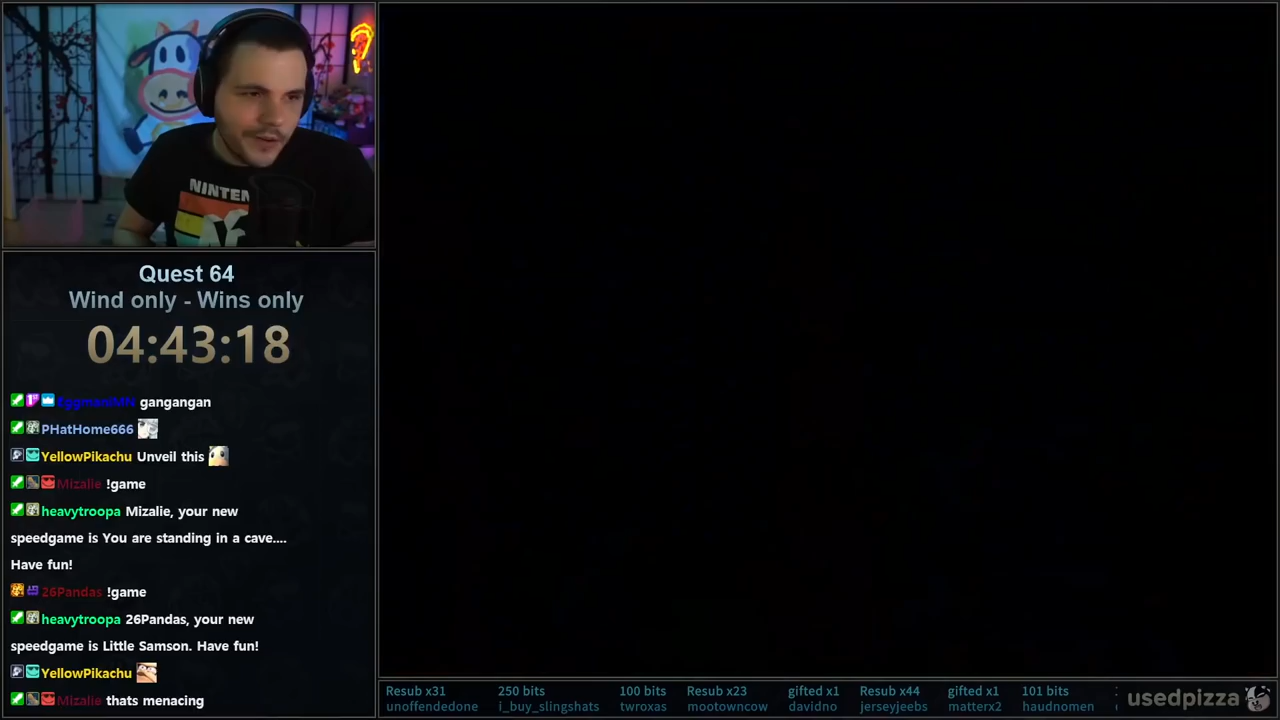 NINTEN
Quest 64
Wind only - Wins only
04:43:18
EggmaniMN gangangan
PHatHome666
YellowPikachu Unveil this
Mizalie !game
heavytroopa Mizalie, your new
speedgame is You are standing in a cave....
Have fun!
26Pandas !game
heavytroopa 26Pandas, your new
speedgame is Little Samson. Have fun!
YellowPikachu
Mizalie thats menacing
Resub x31 250 bits 100 bits Resub x23 gifted x1 Resub x44 gifted x1 101 bits
unoffendedone i_buy_slingshats twroxas mootowncow davidno jerseyjeebs matterx2 haudnomen
usedpizza